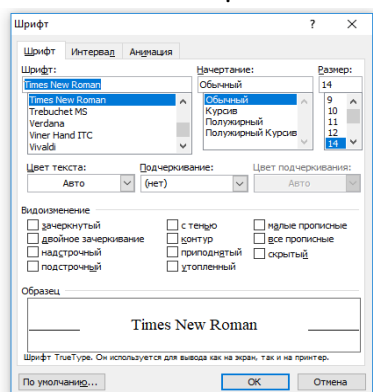 Шрифт ? ×
Шрифт Интервал Анимация
Шрифт: Начертание: Размер:
Times New Roman Обычный 14
Times New Roman Обычный 9
Trebuchet MS Курсив 10
Verdana Полужирный 11
Viner Hand ITC Полужирный Курсив 12
Vivaldi 14
Цвет текста: Подчеркивание: Цвет подчеркивания:
Авто (нет) Авто
Видоизменение
зачеркнутый с тенью малые прописные
двойное зачеркивание контур все прописные
надстрочный приподнятый скрытый
подстрочный утопленный
Образец
Times New Roman
Шрифт TrueType. Он используется для вывода как на экран, так и на принтер.
По умолчанию... OK Отмена